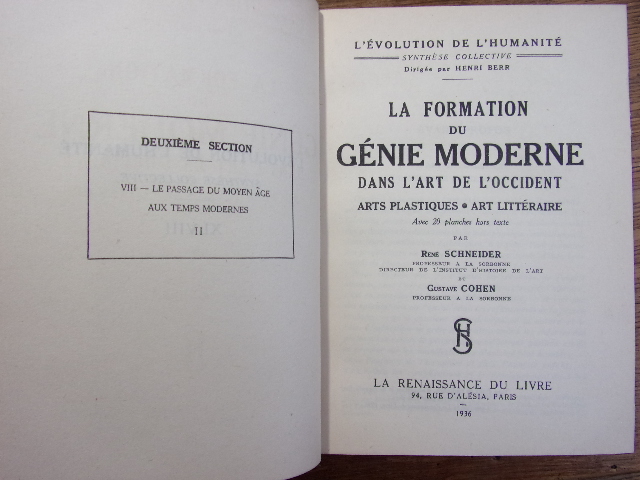 DEUXIÈME SECTION
VIII — LE PASSAGE DU MOYEN ÂGE
AUX TEMPS MODERNES
II
L'ÉVOLUTION DE L'HUMANITÉ
SYNTHÈSE COLLECTIVE
Dirigée par HENRI BERR
LA FORMATION
DU
GÉNIE MODERNE
DANS L'ART DE L'OCCIDENT
ARTS PLASTIQUES • ART LITTÉRAIRE
Avec 20 planches hors texte
PAR
RENÉ SCHNEIDER
PROFESSEUR A LA SORBONNE
DIRECTEUR DE L'INSTITUT D'HISTOIRE DE L'ART
ET
GUSTAVE COHEN
PROFESSEUR A LA SORBONNE
LA RENAISSANCE DU LIVRE
94, RUE D'ALÉSIA, PARIS
1936